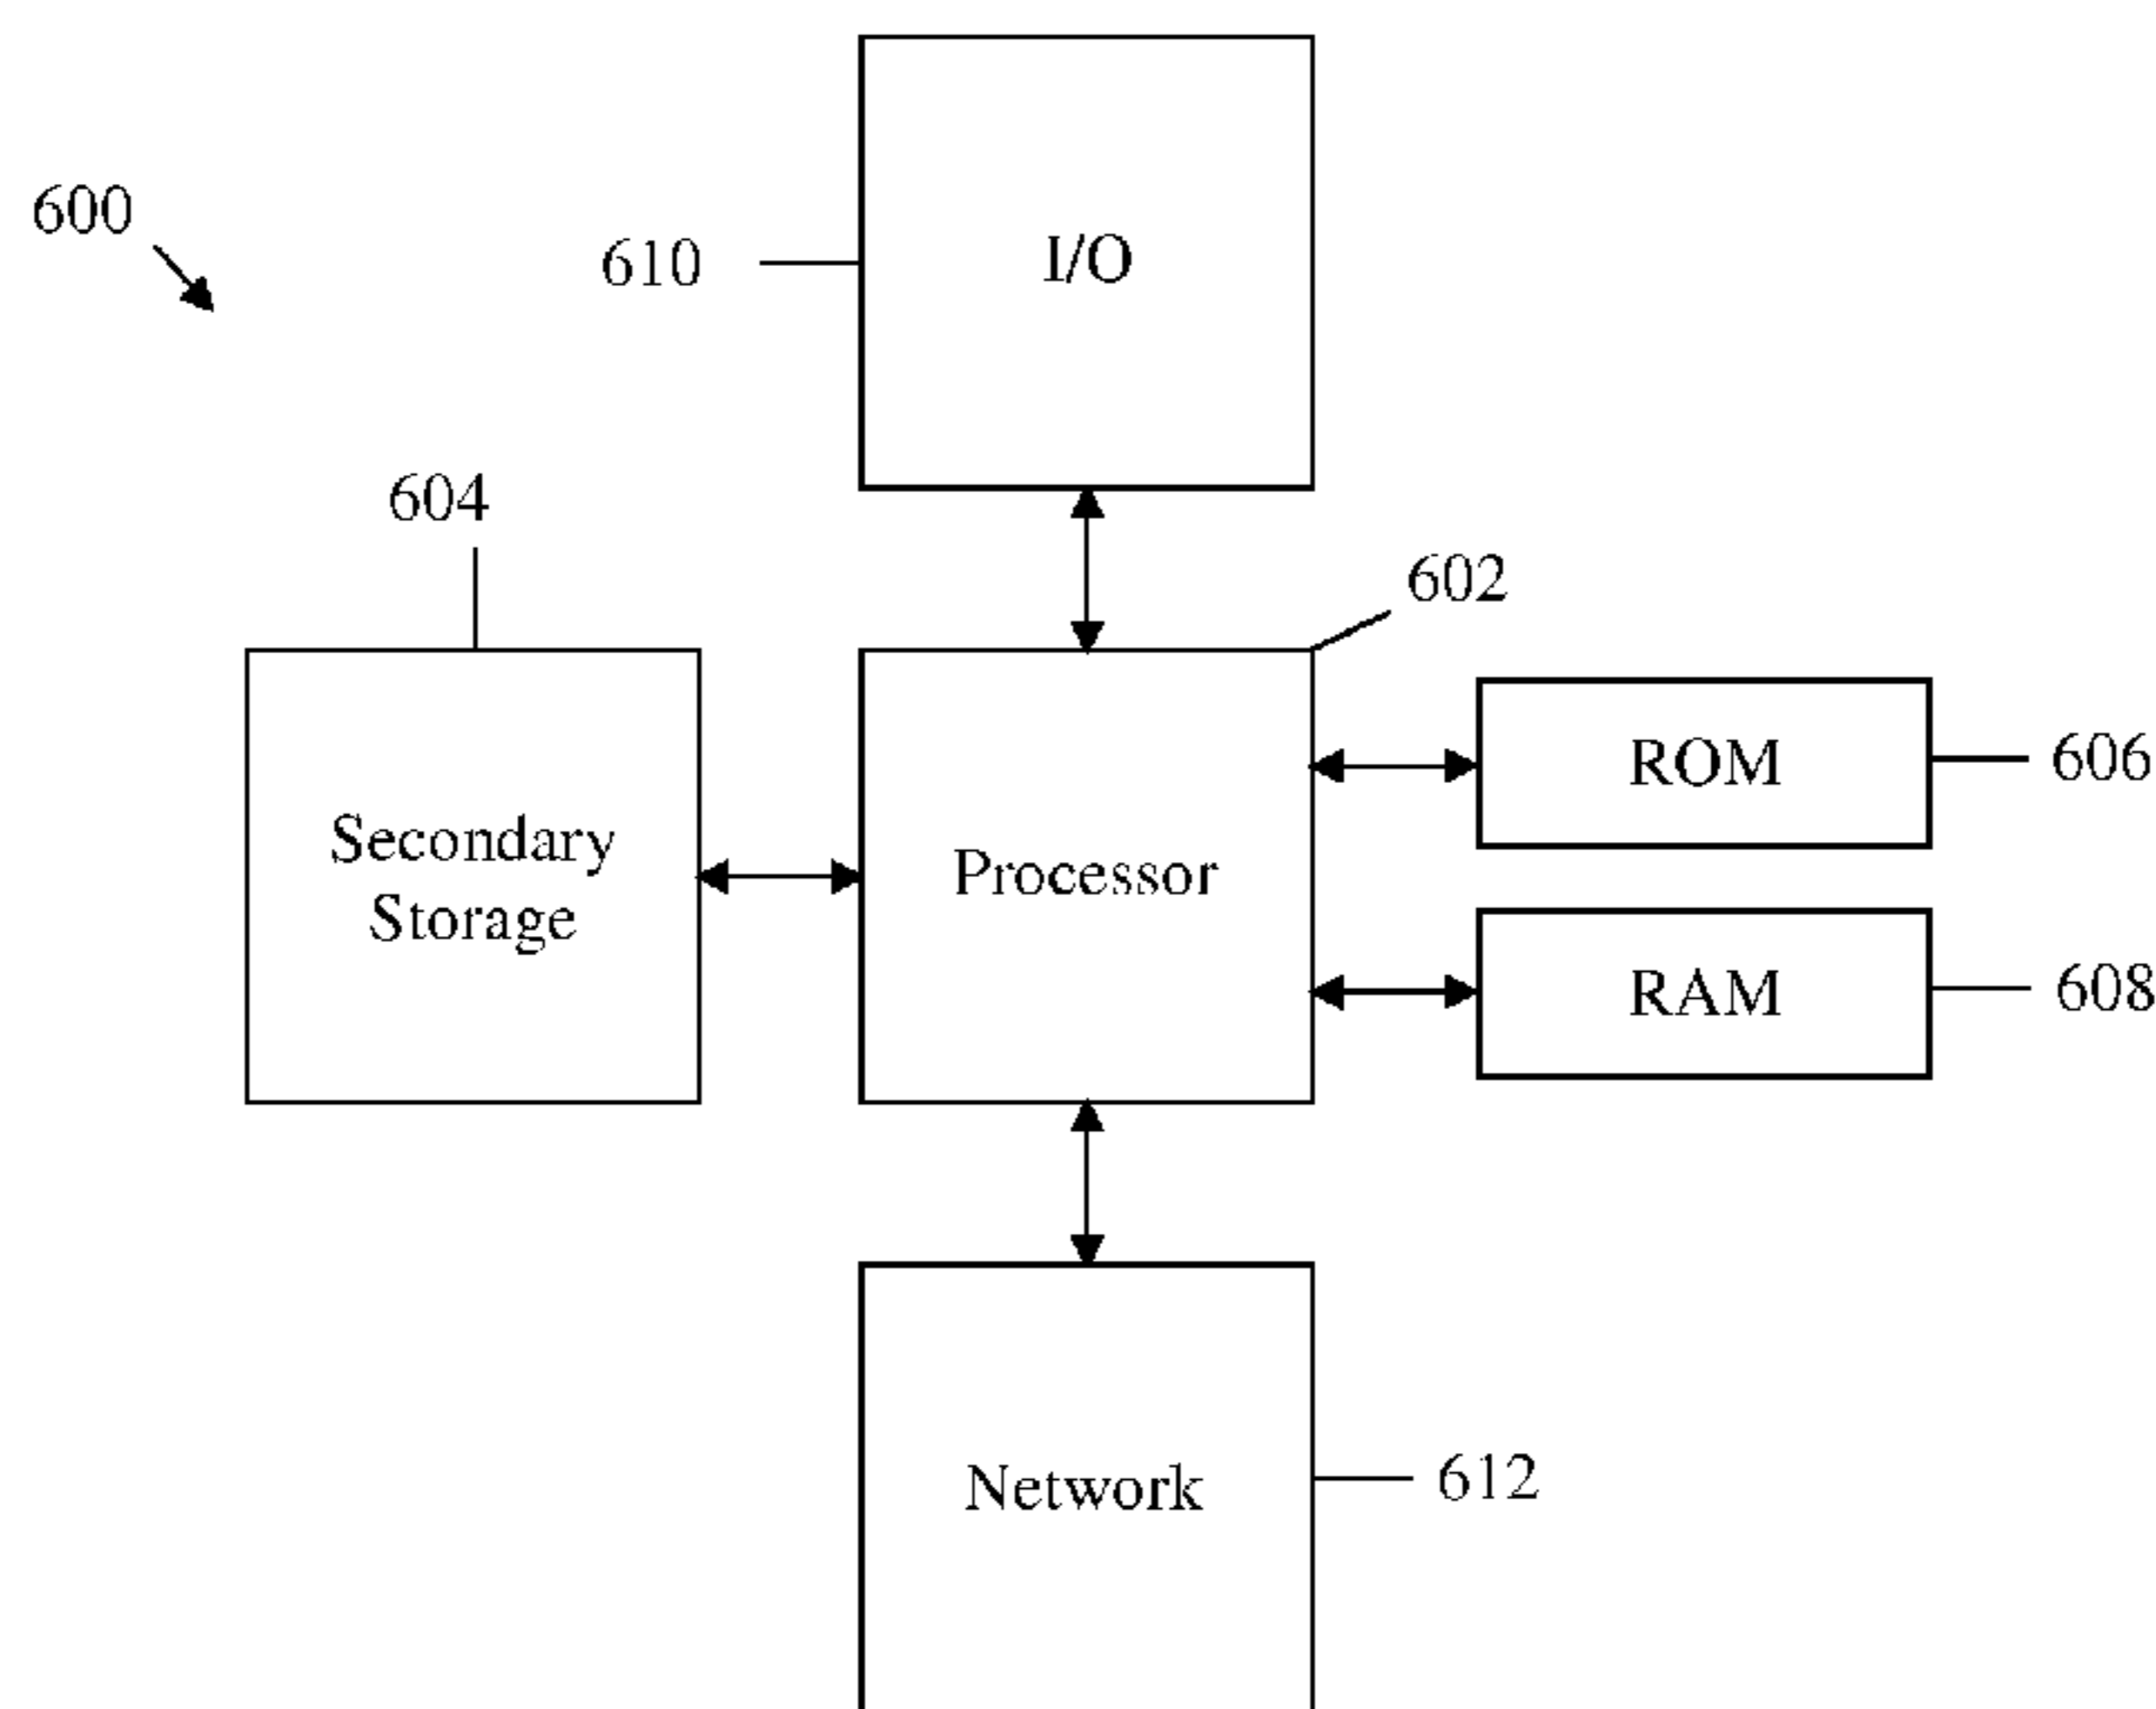 600
610
I/O
604
602
ROM
606
Secondary
Storage
Processor
RAM
608
Network
612